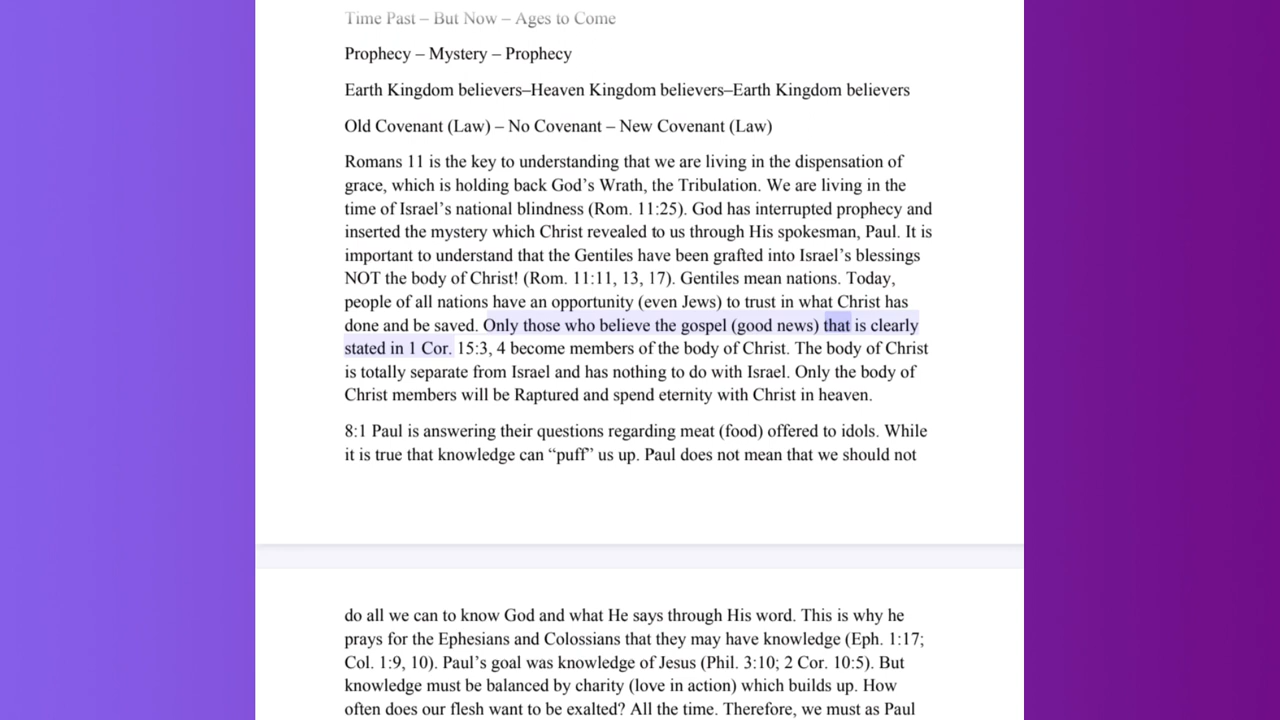 Time Past – But Now – Ages to Come
Prophecy – Mystery – Prophecy
Earth Kingdom believers–Heaven Kingdom believers–Earth Kingdom believers
Old Covenant (Law) – No Covenant – New Covenant (Law)
Romans 11 is the key to understanding that we are living in the dispensation of
grace, which is holding back God’s Wrath, the Tribulation. We are living in the
time of Israel’s national blindness (Rom. 11:25). God has interrupted prophecy and
inserted the mystery which Christ revealed to us through His spokesman, Paul. It is
important to understand that the Gentiles have been grafted into Israel’s blessings
NOT the body of Christ! (Rom. 11:11, 13, 17). Gentiles mean nations. Today,
people of all nations have an opportunity (even Jews) to trust in what Christ has
done and be saved. Only those who believe the gospel (good news) that is clearly
stated in 1 Cor. 15:3, 4 become members of the body of Christ. The body of Christ
is totally separate from Israel and has nothing to do with Israel. Only the body of
Christ members will be Raptured and spend eternity with Christ in heaven.
8:1 Paul is answering their questions regarding meat (food) offered to idols. While
it is true that knowledge can “puff” us up. Paul does not mean that we should not
do all we can to know God and what He says through His word. This is why he
prays for the Ephesians and Colossians that they may have knowledge (Eph. 1:17;
Col. 1:9, 10). Paul’s goal was knowledge of Jesus (Phil. 3:10; 2 Cor. 10:5). But
knowledge must be balanced by charity (love in action) which builds up. How
often does our flesh want to be exalted? All the time. Therefore, we must as Paul